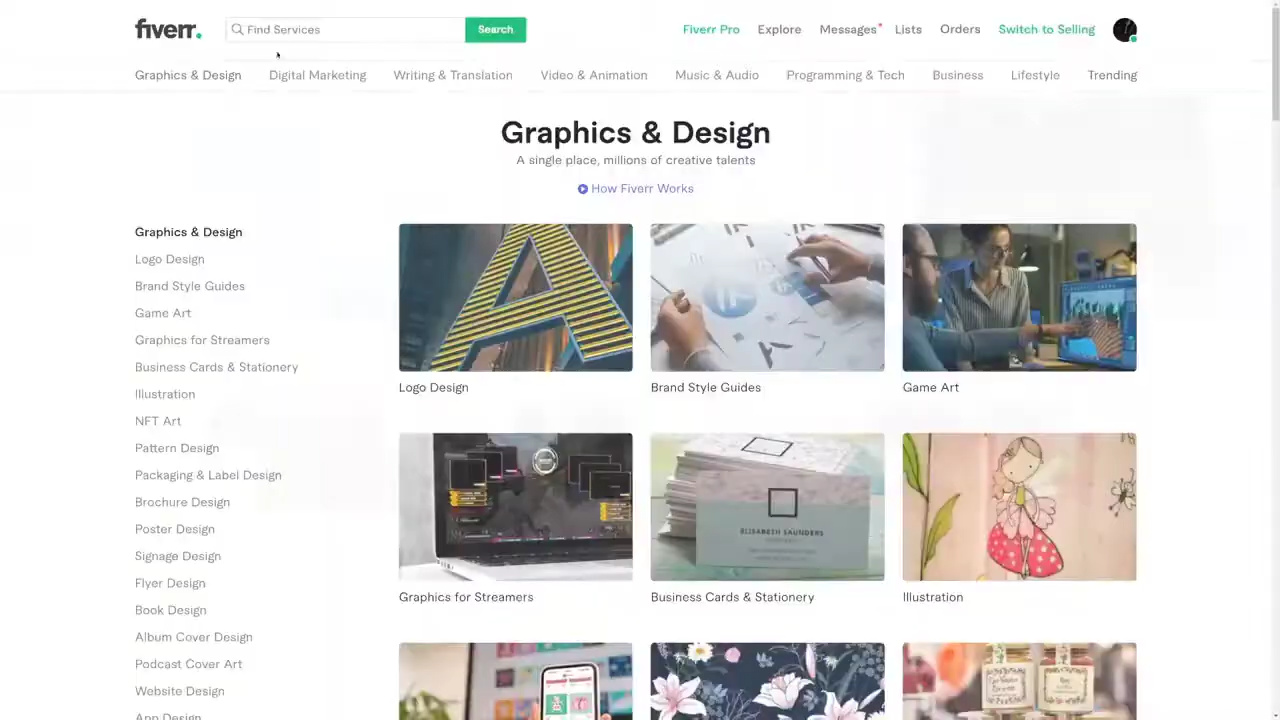 fiverr.
Find Services
Search
Fiverr Pro
Explore
Messages
Lists
Orders
Switch to Selling
Graphics & Design
Digital Marketing
Writing & Translation
Video & Animation
Music & Audio
Programming & Tech
Business
Lifestyle
Trending
Graphics & Design
A single place, millions of creative talents
How Fiverr Works
Graphics & Design
Logo Design
Brand Style Guides
Game Art
Graphics for Streamers
Business Cards & Stationery
Illustration
NFT Art
Pattern Design
Packaging & Label Design
Brochure Design
Poster Design
Signage Design
Flyer Design
Book Design
Album Cover Design
Podcast Cover Art
Website Design
App Design
A
Logo Design
Brand Style Guides
Game Art
Graphics for Streamers
ELISABETH SAUNDERS
Business Cards & Stationery
Illustration